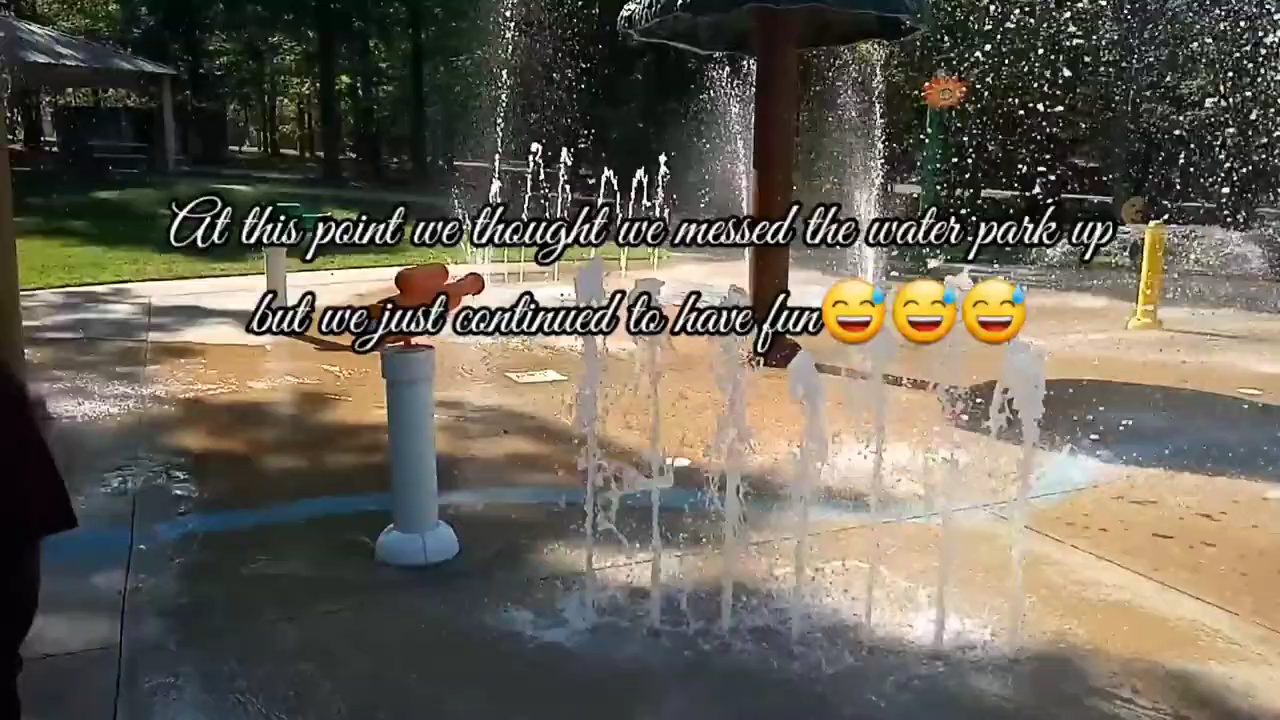 At this point we thought we messed the water park up
but we just continued to have fun😅😅😅